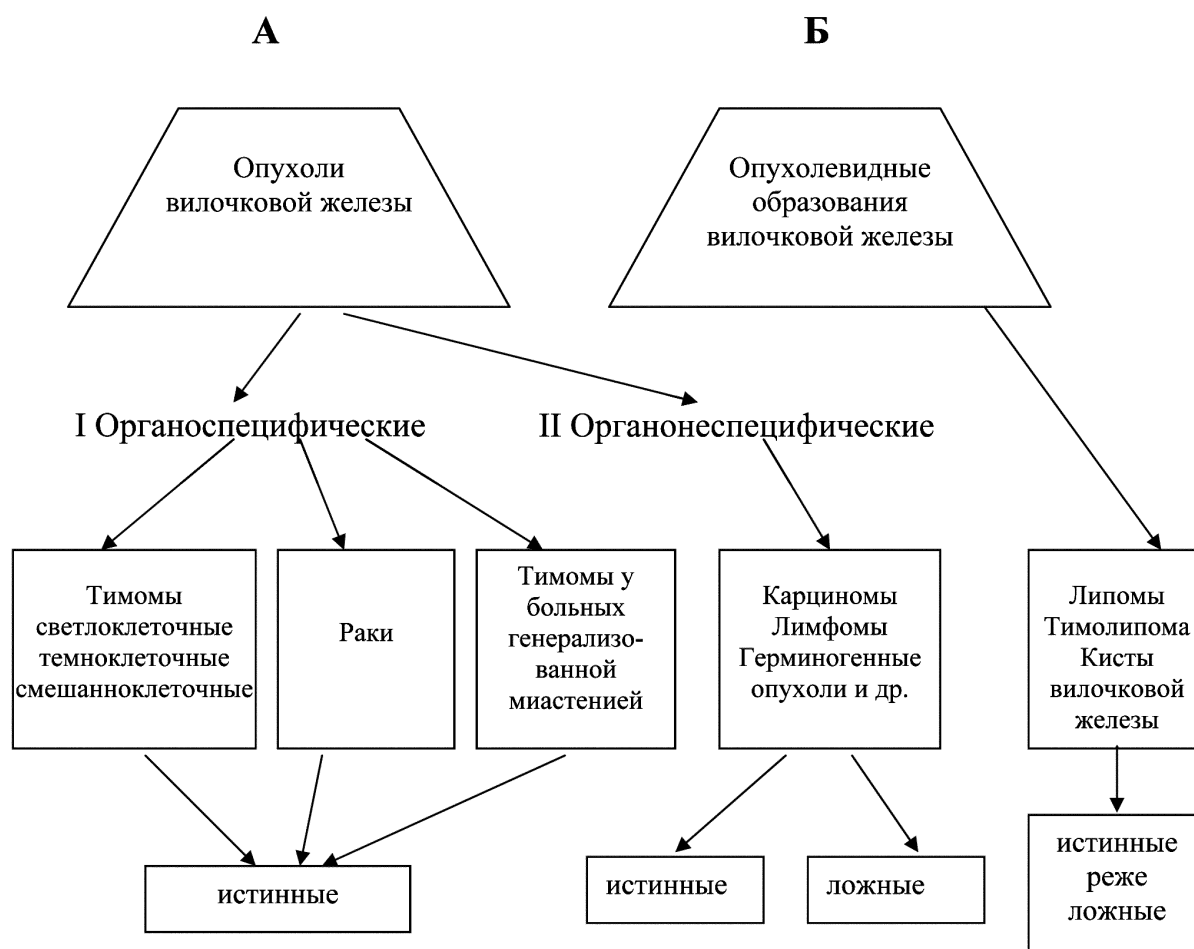 А
Б
Опухоли
вилочковой железы
Опухолевидные
образования
вилочковой железы
I Органоспецифические
II Органонеспецифические
Тимомы
светлоклеточные
темноклеточные
смешанноклеточные
Раки
Тимомы у
больных
генерализо-
ванной
миастенией
Карциномы
Лимфомы
Герминогенные
опухоли и др.
Липомы
Тимолипома
Кисты
вилочковой
железы
истинные
истинные
ложные
истинные
реже
ложные